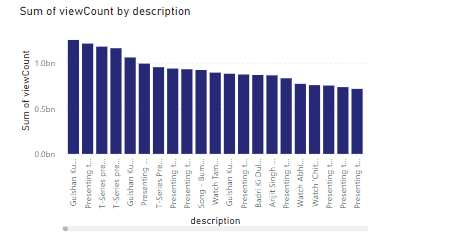 Sum of viewCount by description
Sum of viewCount
1.0bn
0.5bn
0.0bn
Gulshan Ku...
Presenting t...
T-Series pre...
T-Series pre...
Gulshan Ku...
Presenting ...
T-Series Pre...
Presenting t...
Presenting t...
Song - Bum...
Watch Tam...
Gulshan Ku...
Presenting t...
Badri Ki Dul...
Arijit Singh ...
Presenting t...
Watch Abhi...
Watch 'Chit...
Presenting t...
Presenting t...
Presenting t...
description